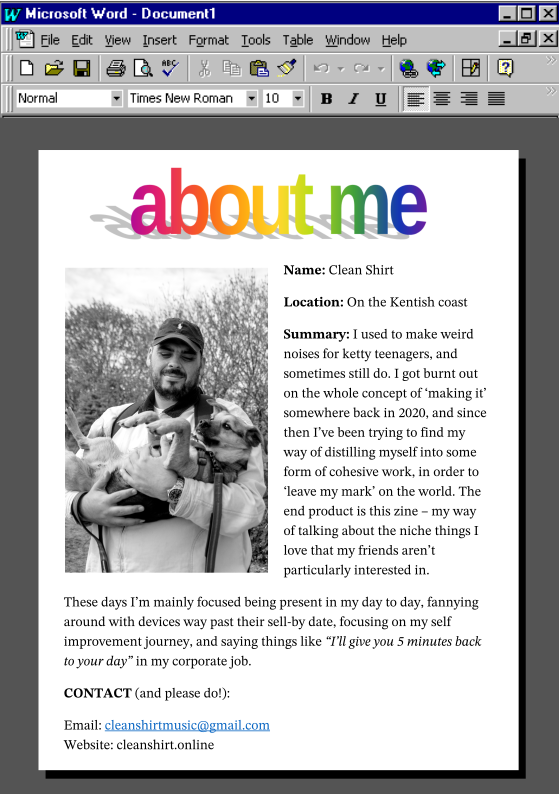 Microsoft Word - Document1
File Edit View Insert Format Tools Table Window Help
ABC
Normal Times New Roman 10 B I U
about me
Name: Clean Shirt
Location: On the Kentish coast
Summary: I used to make weird
noises for ketty teenagers, and
sometimes still do. I got burnt out
on the whole concept of ‘making it’
somewhere back in 2020, and since
then I’ve been trying to find my
way of distilling myself into some
form of cohesive work, in order to
‘leave my mark’ on the world. The
end product is this zine – my way
of talking about the niche things I
love that my friends aren’t
particularly interested in.
These days I’m mainly focused being present in my day to day, fannying
around with devices way past their sell-by date, focusing on my self
improvement journey, and saying things like “I’ll give you 5 minutes back
to your day” in my corporate job.
CONTACT (and please do!):
Email: cleanshirtmusic@gmail.com
Website: cleanshirt.online